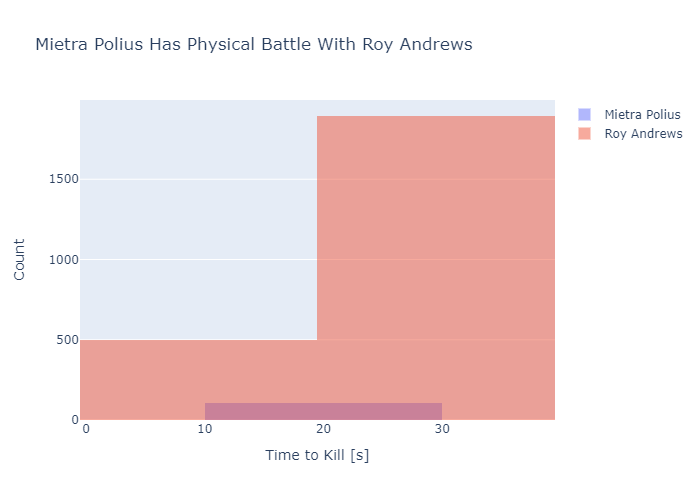 Mietra Polius Has Physical Battle With Roy Andrews
Mietra Polius
Roy Andrews
Count
1500
1000
500
0
0
10
20
30
Time to Kill [s]